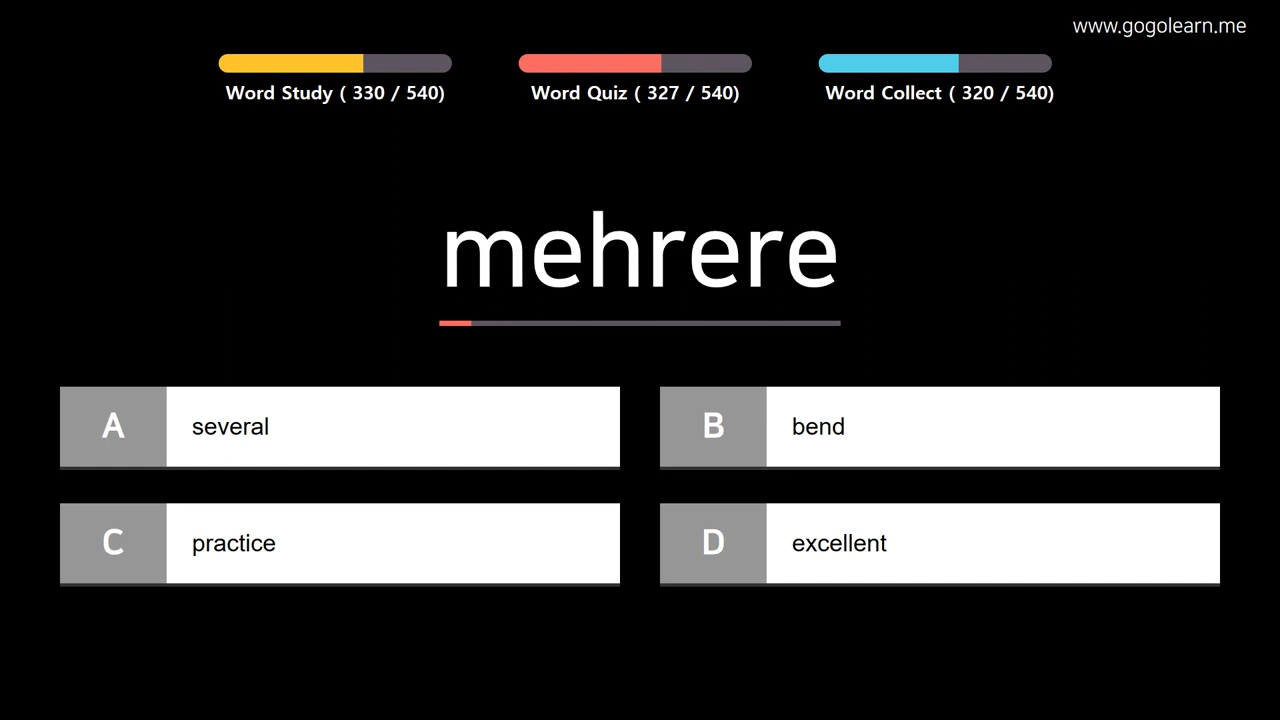 www.gogolearn.me
Word Study ( 330 / 540)
Word Quiz ( 327 / 540)
Word Collect ( 320 / 540)
mehrere
A several
B bend
C practice
D excellent